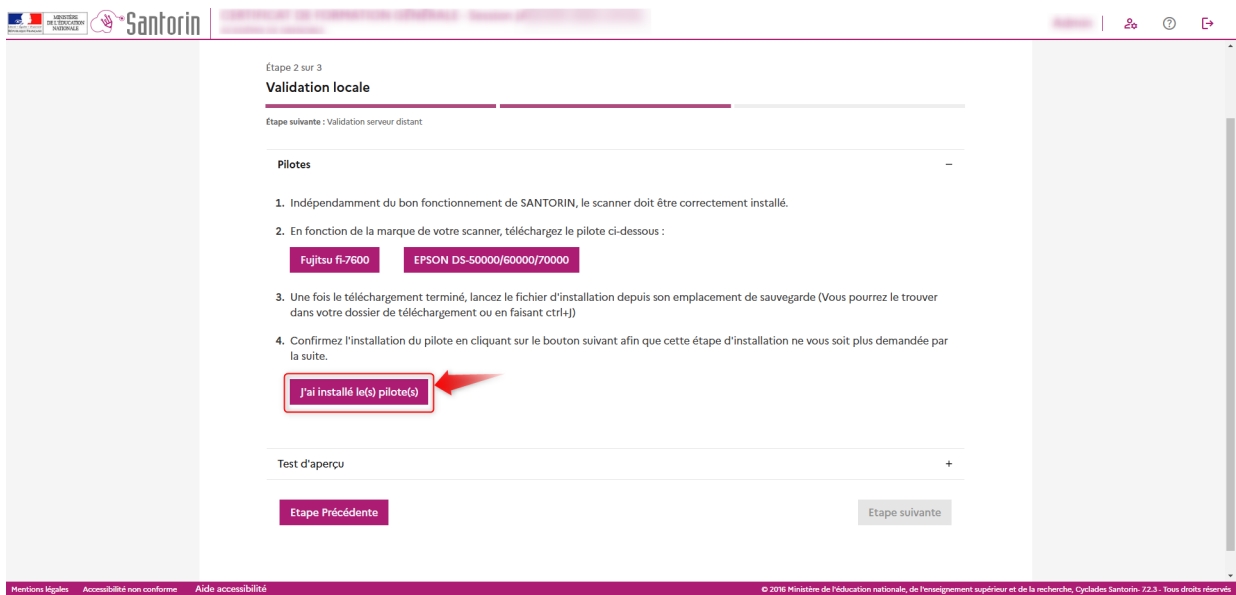 MINISTÈRE
DE L'ÉDUCATION
NATIONALE
Santorin
Étape 2 sur 3
Validation locale
Étape suivante : Validation serveur distant
Pilotes
1. Indépendamment du bon fonctionnement de SANTORIN, le scanner doit être correctement installé.
2. En fonction de la marque de votre scanner, téléchargez le pilote ci-dessous :
Fujitsu fi-7600 EPSON DS-50000/60000/70000
3. Une fois le téléchargement terminé, lancez le fichier d'installation depuis son emplacement de sauvegarde (Vous pourrez le trouver
dans votre dossier de téléchargement ou en faisant ctrl+J)
4. Confirmez l'installation du pilote en cliquant sur le bouton suivant afin que cette étape d'installation ne vous soit plus demandée par
la suite.
J'ai installé le(s) pilote(s)
Test d'aperçu
Etape Précédente Etape suivante
Mentions légales Accessibilité non conforme Aide accessibilité © 2016 Ministère de l'éducation nationale, de l'enseignement supérieur et de la recherche, Cyclades Santorin- 7.2.3 - Tous droits réservés